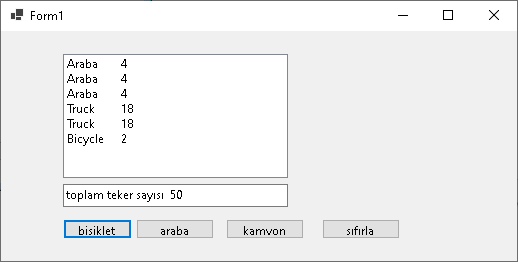 Form1
Araba 4
Araba 4
Araba 4
Truck 18
Truck 18
Bicycle 2
toplam teker sayısı 50
bisiklet araba kamyon sıfırla